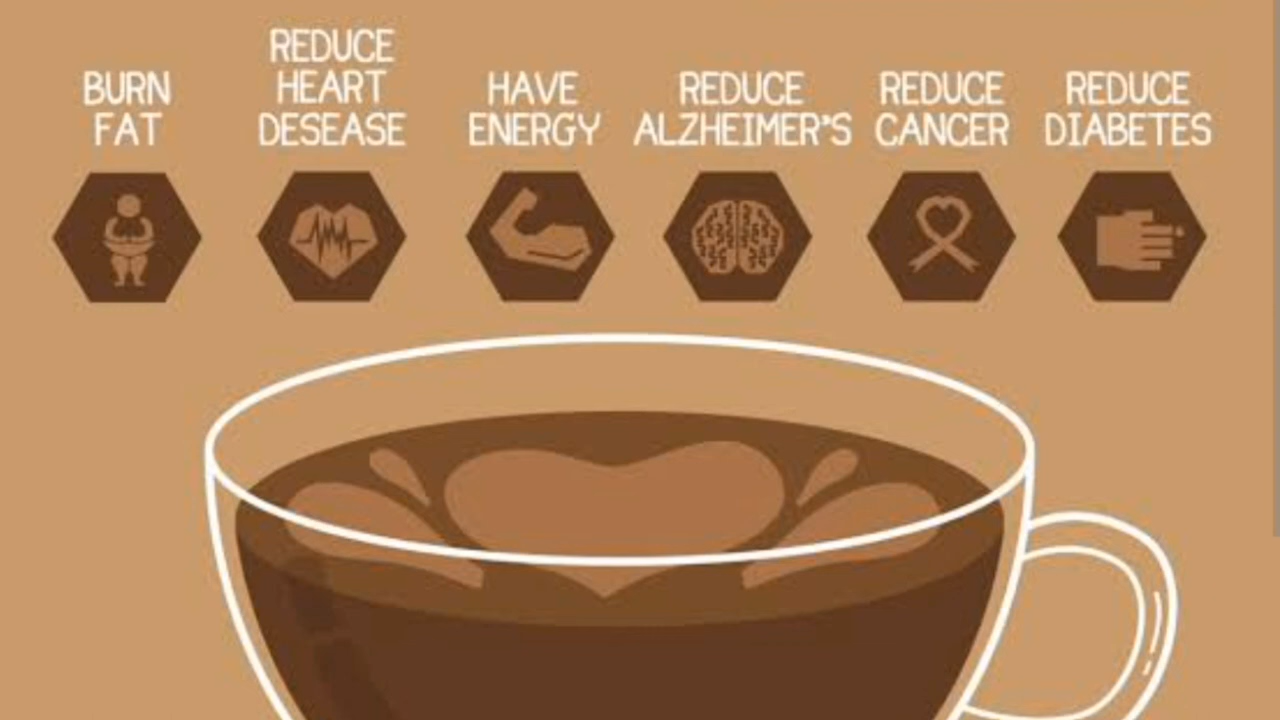 BURN
FAT
REDUCE
HEART
DESEASE
HAVE
ENERGY
REDUCE
ALZHEIMER'S
REDUCE
CANCER
REDUCE
DIABETES